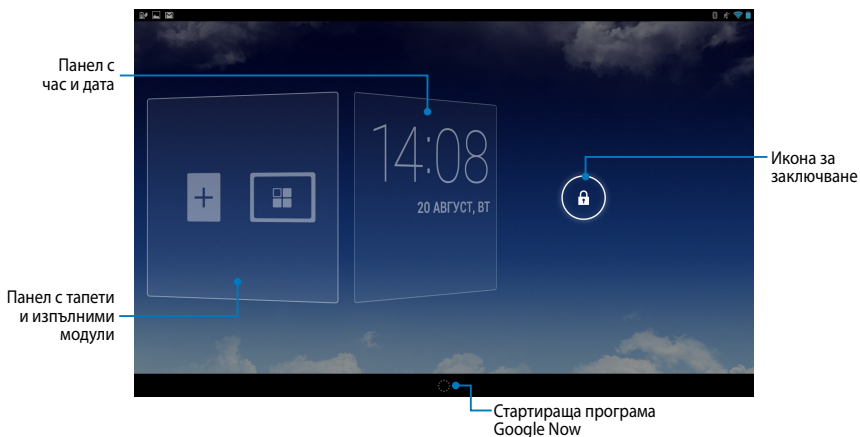 Панел с
час и дата
14:08
20 АВГУСТ, ВТ
Икона за
заключване
Панел с тапети
и изпълними
модули
Стартираща програма
Google Now